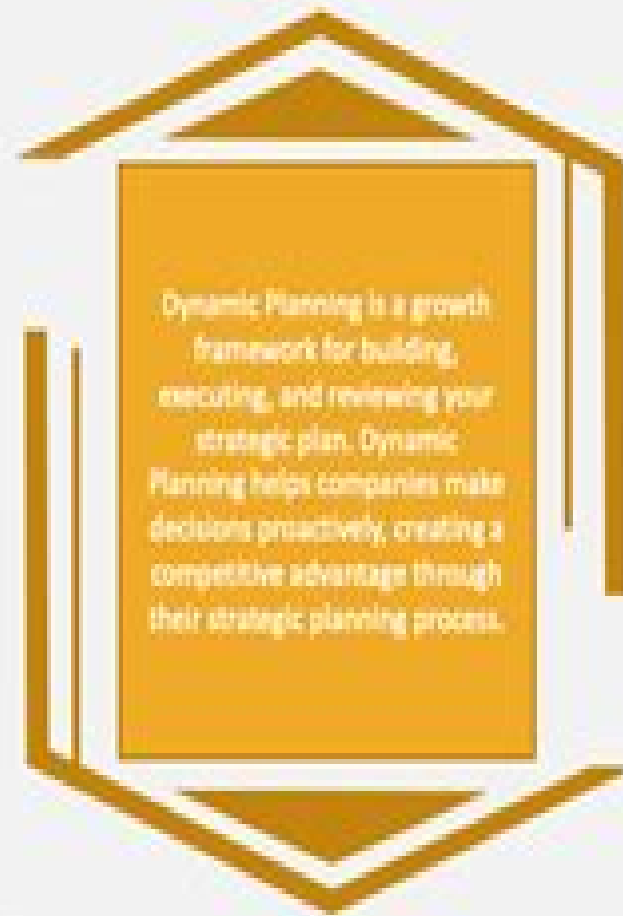 Dynamic Planning is a growth
framework for building,
executing, and reviewing your
strategic plan. Dynamic
Planning helps companies make
decisions proactively, creating a
competitive advantage through
their strategic planning process.